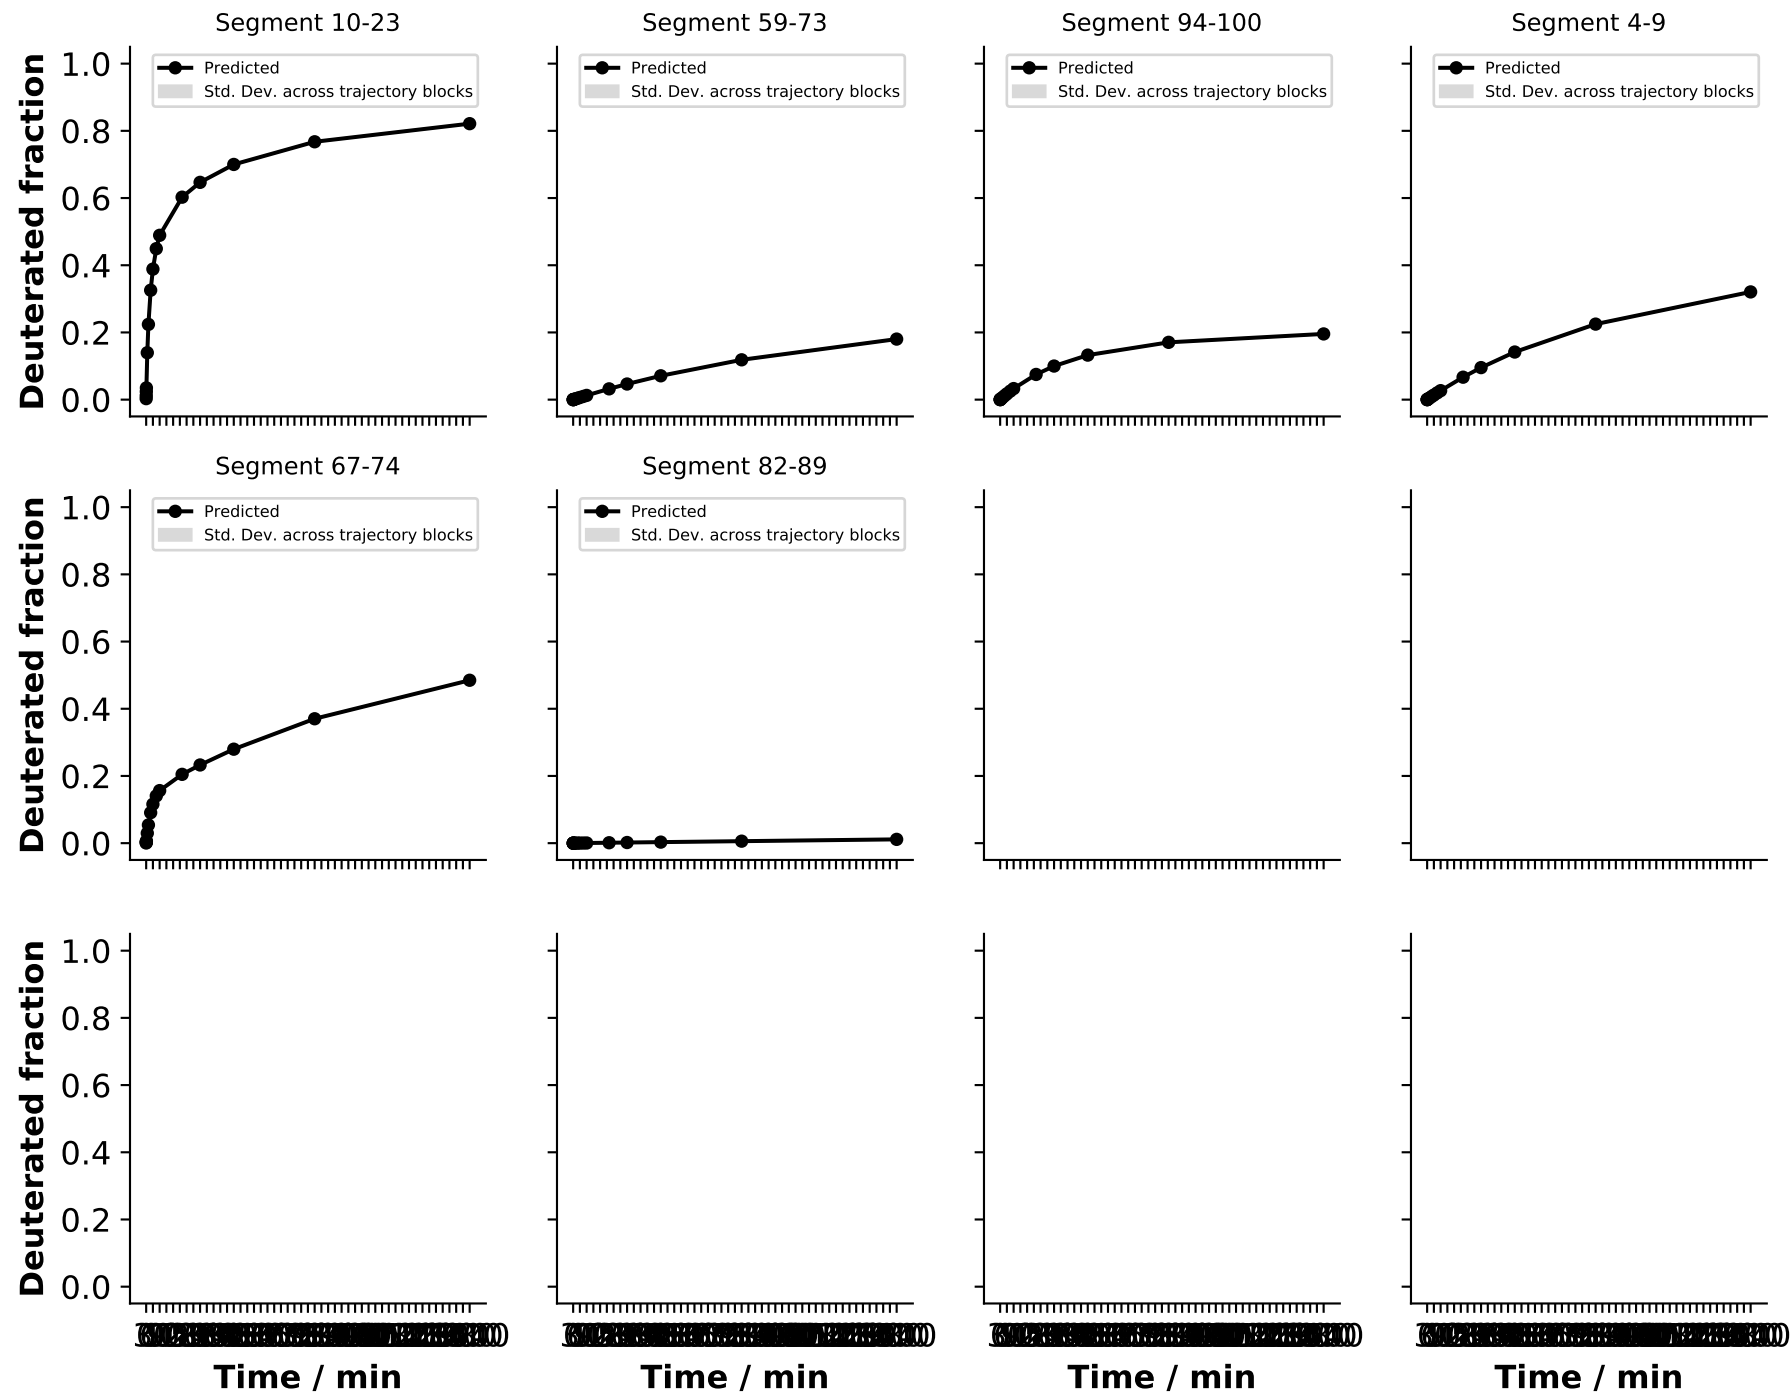 Segment 10-23
Segment 59-73
Segment 94-100
Segment 4-9
Deuterated fraction
1.0
0.8
0.6
0.4
0.2
0.0
Predicted
Std. Dev. across trajectory blocks
Predicted
Std. Dev. across trajectory blocks
Predicted
Std. Dev. across trajectory blocks
Predicted
Std. Dev. across trajectory blocks
Segment 67-74
Segment 82-89
Deuterated fraction
1.0
0.8
0.6
0.4
0.2
0.0
Predicted
Std. Dev. across trajectory blocks
Predicted
Std. Dev. across trajectory blocks
Deuterated fraction
1.0
0.8
0.6
0.4
0.2
0.0
Time / min
Time / min
Time / min
Time / min